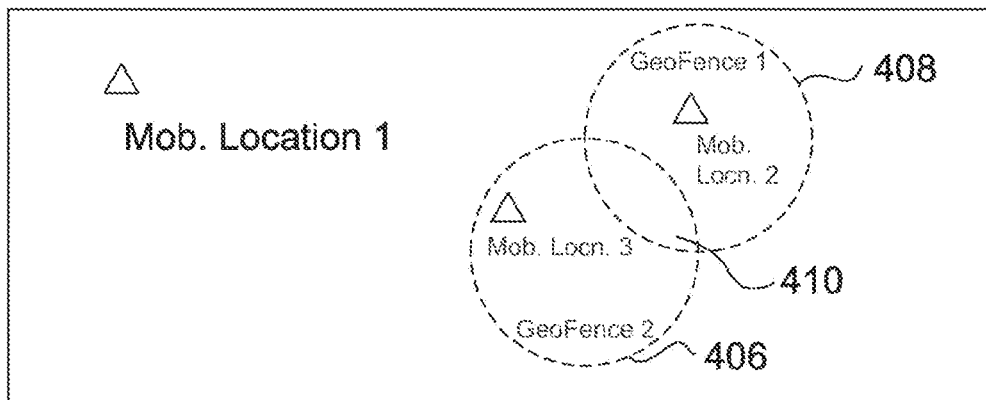 GeoFence 1
408
Mob. Location 1
Mob.
Locn. 2
Mob. Locn. 3
410
GeoFence 2
406